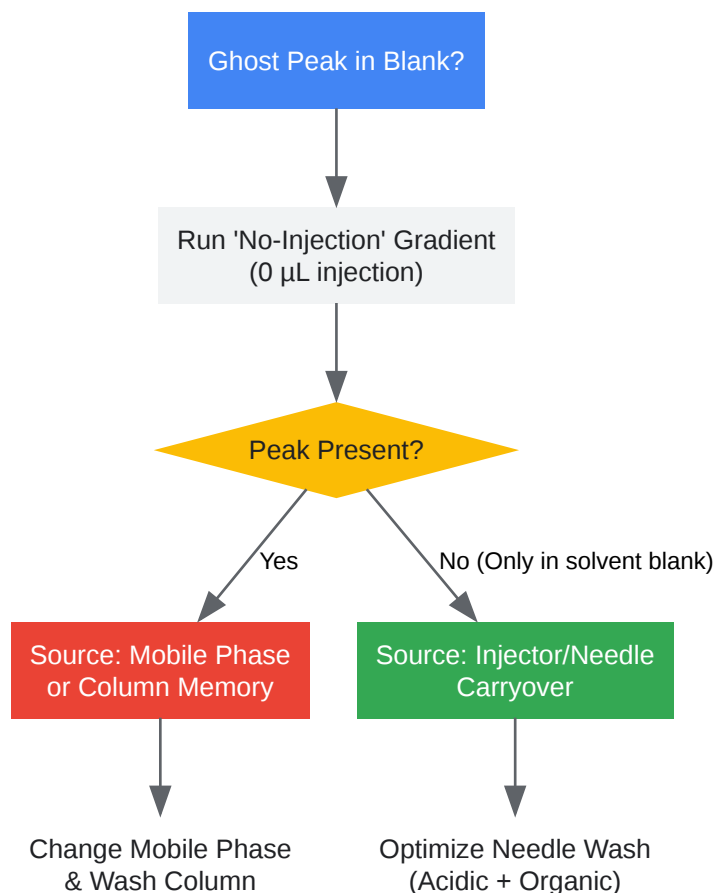 Ghost Peak in Blank?
Run 'No-Injection' Gradient
(0 µL injection)
Peak Present?
Yes
No (Only in solvent blank)
Source: Mobile Phase
or Column Memory
Source: Injector/Needle
Carryover
Change Mobile Phase
& Wash Column
Optimize Needle Wash
(Acidic + Organic)